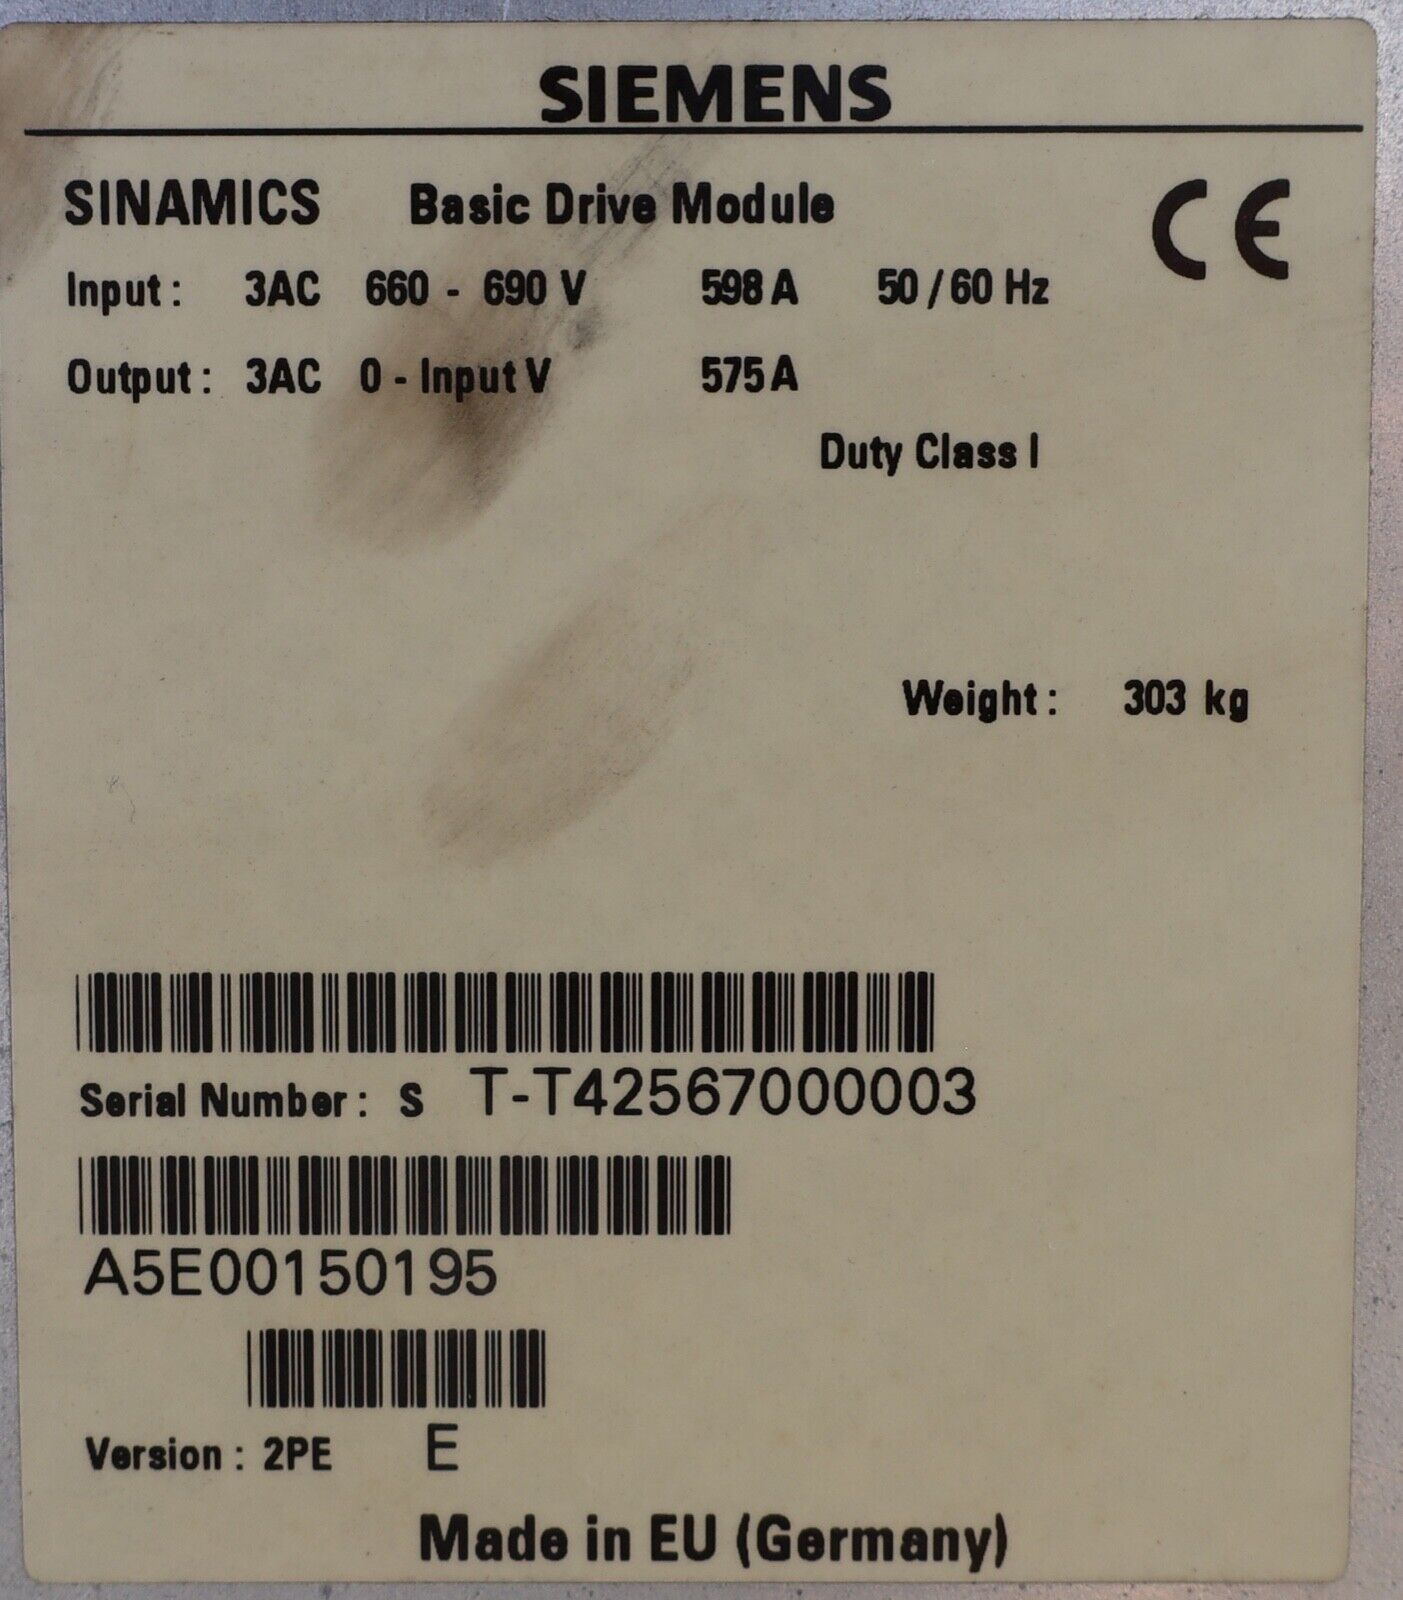 SIEMENS
SINAMICS Basic Drive Module CE
Input : 3AC 660 - 690 V 598 A 50 / 60 Hz
Output : 3AC 0 - Input V 575 A
Duty Class I
Weight : 303 kg
Serial Number : S T-T42567000003
A5E00150195
Version : 2PE E
Made in EU (Germany)